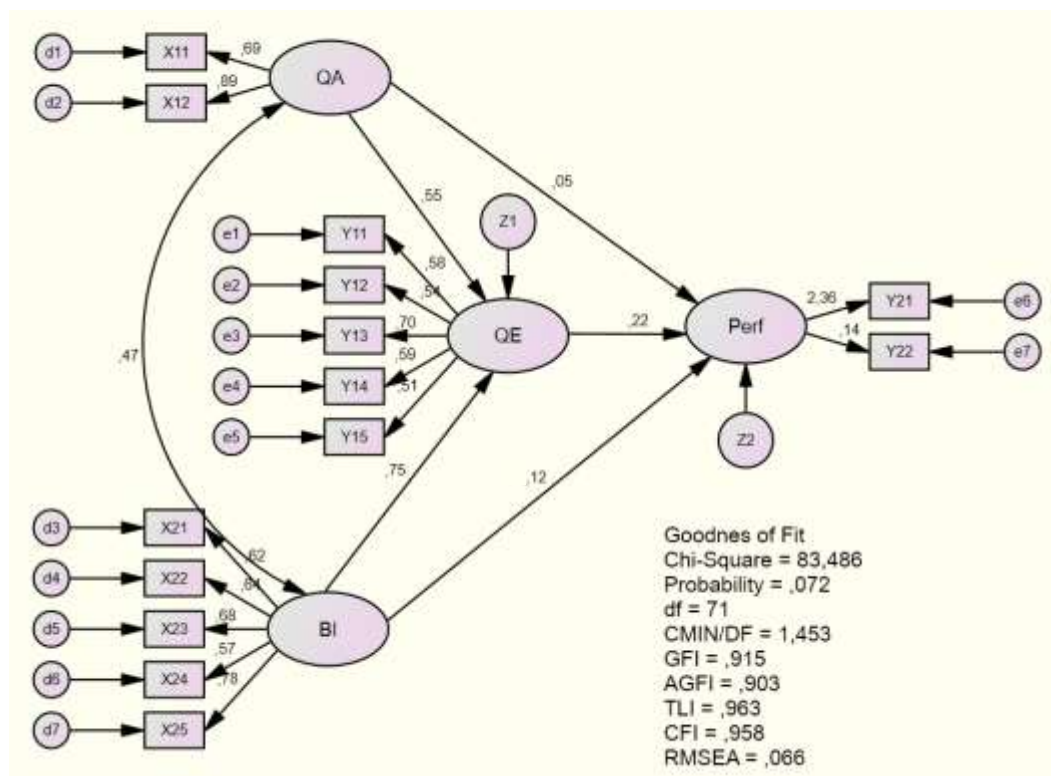 d1
X11
,69
QA
d2
X12
,89
,05
,55
Z1
e1
Y11
,58
e2
Y12
,54
e3
Y13
,70
QE
,22
Perf
2,36
Y21
e6
,14
Y22
e7
,47
e4
Y14
,59
e5
Y15
,51
Z2
,75
,12
d3
X21
,62
d4
X22
,64
d5
X23
,68
BI
d6
X24
,57
d7
X25
,78
Goodnes of Fit
Chi-Square = 83,486
Probability = ,072
df = 71
CMIN/DF = 1,453
GFI = ,915
AGFI = ,903
TLI = ,963
CFI = ,958
RMSEA = ,066